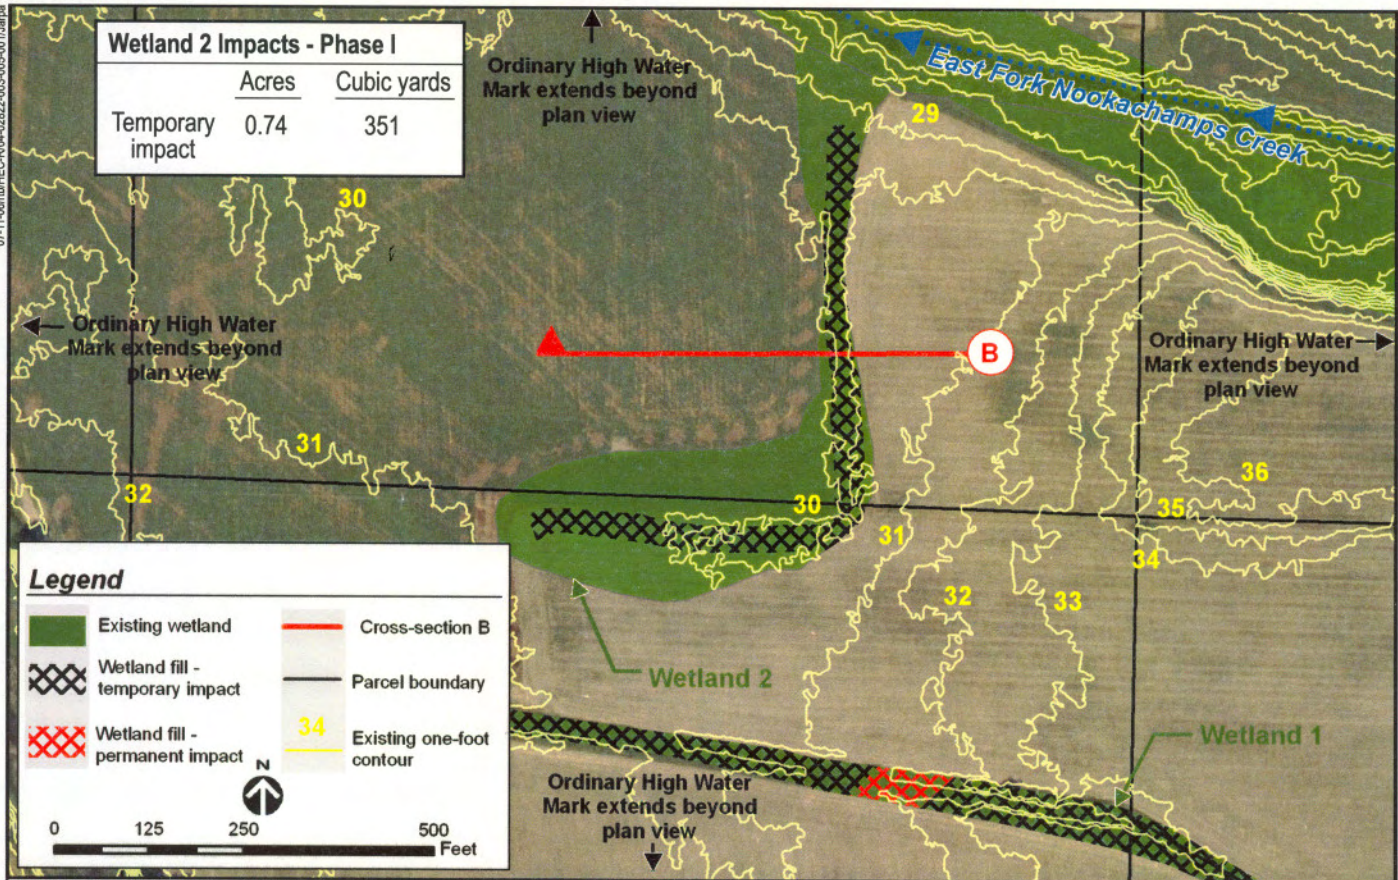 Wetland 2 Impacts - Phase I
Acres Cubic yards
Temporary impact 0.74 351
Ordinary High Water
Mark extends beyond
plan view
East Fork Nookachamps Creek
29
30
Ordinary High Water
Mark extends beyond
plan view
B
Ordinary High Water
Mark extends beyond
plan view
31
32
30
31
36
35
34
32
33
Wetland 2
Wetland 1
Ordinary High Water
Mark extends beyond
plan view
Legend
Existing wetland
Wetland fill -
temporary impact
Wetland fill -
permanent impact
Cross-section B
Parcel boundary
34
Existing one-foot
contour
N
0 125 250 500
Feet